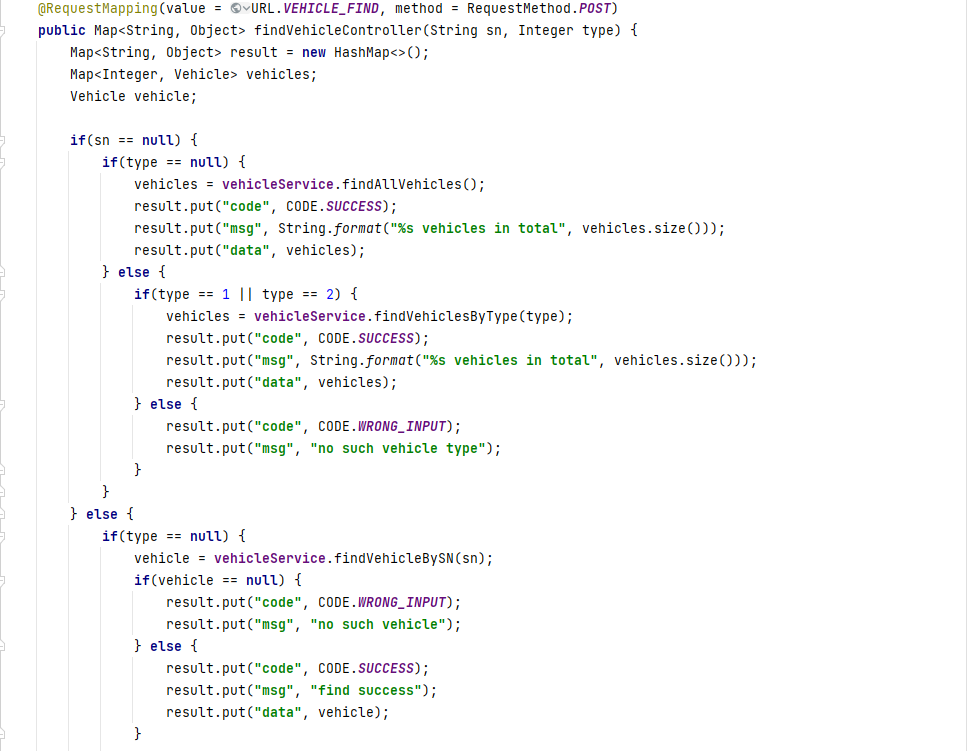 @RequestMapping(value = URL.VEHICLE_FIND, method = RequestMethod.POST)
public Map<String, Object> findVehicleController(String sn, Integer type) {
    Map<String, Object> result = new HashMap<>();
    Map<Integer, Vehicle> vehicles;
    Vehicle vehicle;

    if(sn == null) {
        if(type == null) {
            vehicles = vehicleService.findAllVehicles();
            result.put("code", CODE.SUCCESS);
            result.put("msg", String.format("%s vehicles in total", vehicles.size()));
            result.put("data", vehicles);
        } else {
            if(type == 1 || type == 2) {
                vehicles = vehicleService.findVehiclesByType(type);
                result.put("code", CODE.SUCCESS);
                result.put("msg", String.format("%s vehicles in total", vehicles.size()));
                result.put("data", vehicles);
            } else {
                result.put("code", CODE.WRONG_INPUT);
                result.put("msg", "no such vehicle type");
            }
        }
    } else {
        if(type == null) {
            vehicle = vehicleService.findVehicleBySN(sn);
            if(vehicle == null) {
                result.put("code", CODE.WRONG_INPUT);
                result.put("msg", "no such vehicle");
            } else {
                result.put("code", CODE.SUCCESS);
                result.put("msg", "find success");
                result.put("data", vehicle);
            }